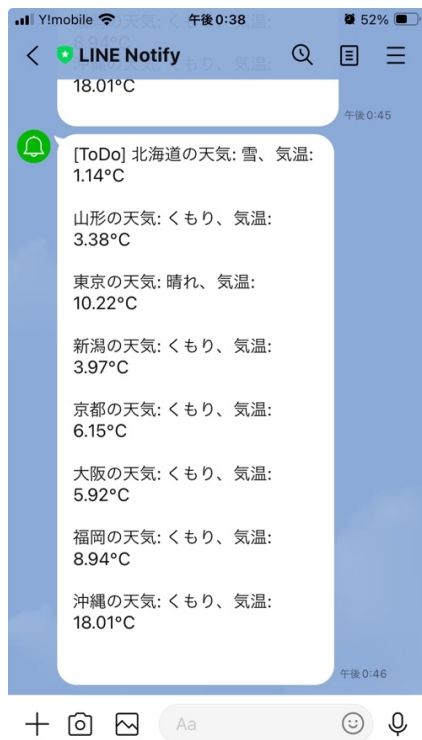 Y!mobile 午後0:38 52%
LINE Notify
18.01°C
午後0:45
[ToDo] 北海道の天気: 雪、気温:
1.14°C
山形の天気: くもり、気温:
3.38°C
東京の天気: 晴れ、気温:
10.22°C
新潟の天気: くもり、気温:
3.97°C
京都の天気: くもり、気温:
6.15°C
大阪の天気: くもり、気温:
5.92°C
福岡の天気: くもり、気温:
8.94°C
沖縄の天気: くもり、気温:
18.01°C
午後0:46
Aa